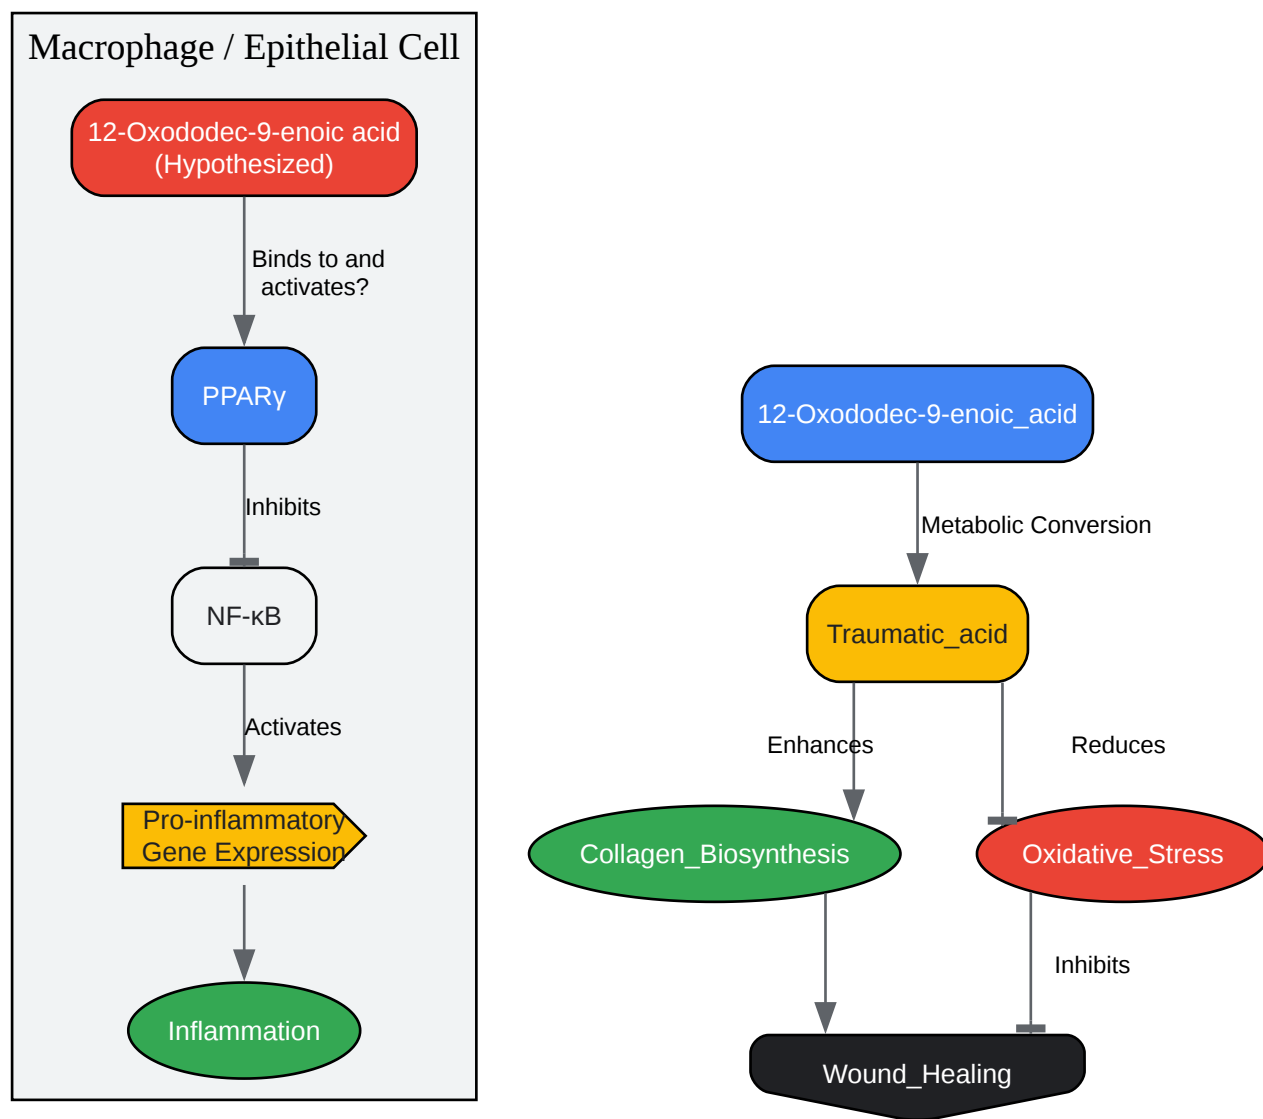 Macrophage / Epithelial Cell
12-Oxododec-9-enoic acid
(Hypothesized)
Binds to and
activates?
PPARγ
Inhibits
NF-κB
Activates
Pro-inflammatory
Gene Expression
Inflammation
12-Oxododec-9-enoic_acid
Metabolic Conversion
Traumatic_acid
Enhances
Reduces
Collagen_Biosynthesis
Oxidative_Stress
Inhibits
Wound_Healing